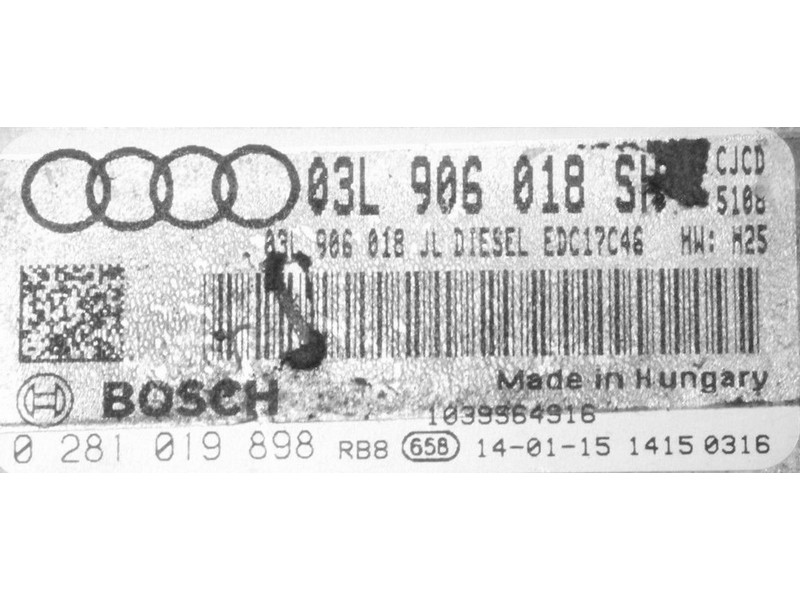 03L 906 018 SH CJCD
5108
03L 906 018 JL DIESEL EDC17C46 HW: H25
BOSCH Made in Hungary
1039364916
0 281 019 898 RB8 658 14-01-15 1415 0316